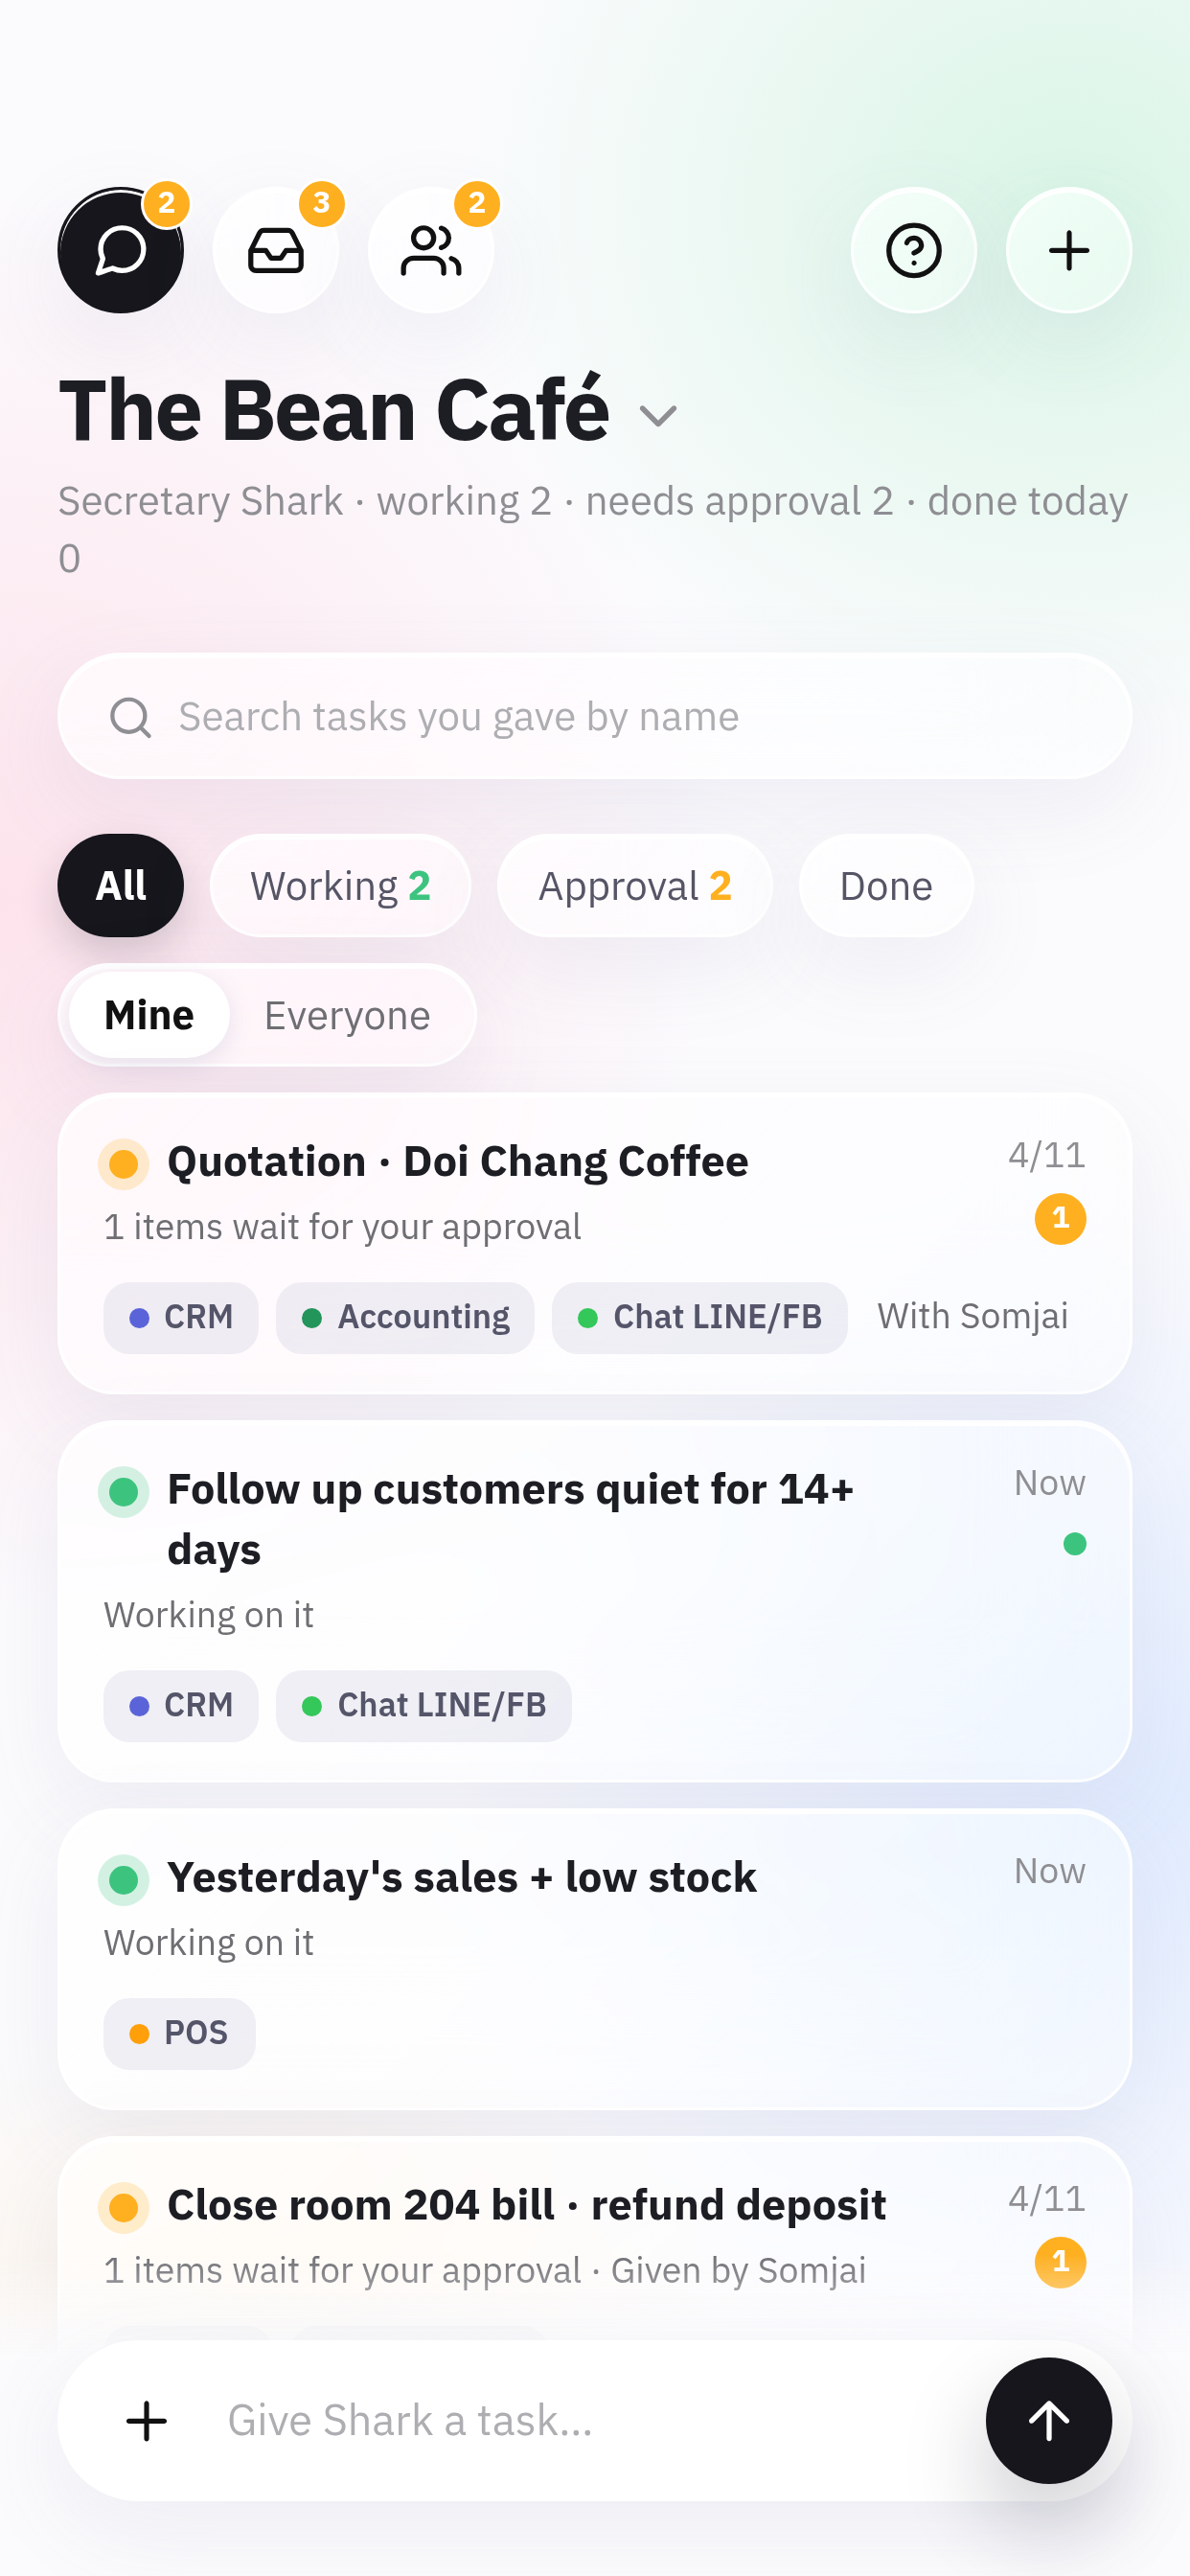 2
3
2
The Bean Café
Secretary Shark · working 2 · needs approval 2 · done today
0
Search tasks you gave by name
All Working 2 Approval 2 Done
Mine Everyone
Quotation · Doi Chang Coffee 4/11
1 items wait for your approval 1
CRM Accounting Chat LINE/FB With Somjai
Follow up customers quiet for 14+ Now
days
Working on it
CRM Chat LINE/FB
Yesterday's sales + low stock Now
Working on it
POS
Close room 204 bill · refund deposit 4/11
1 items wait for your approval · Given by Somjai 1
Give Shark a task...